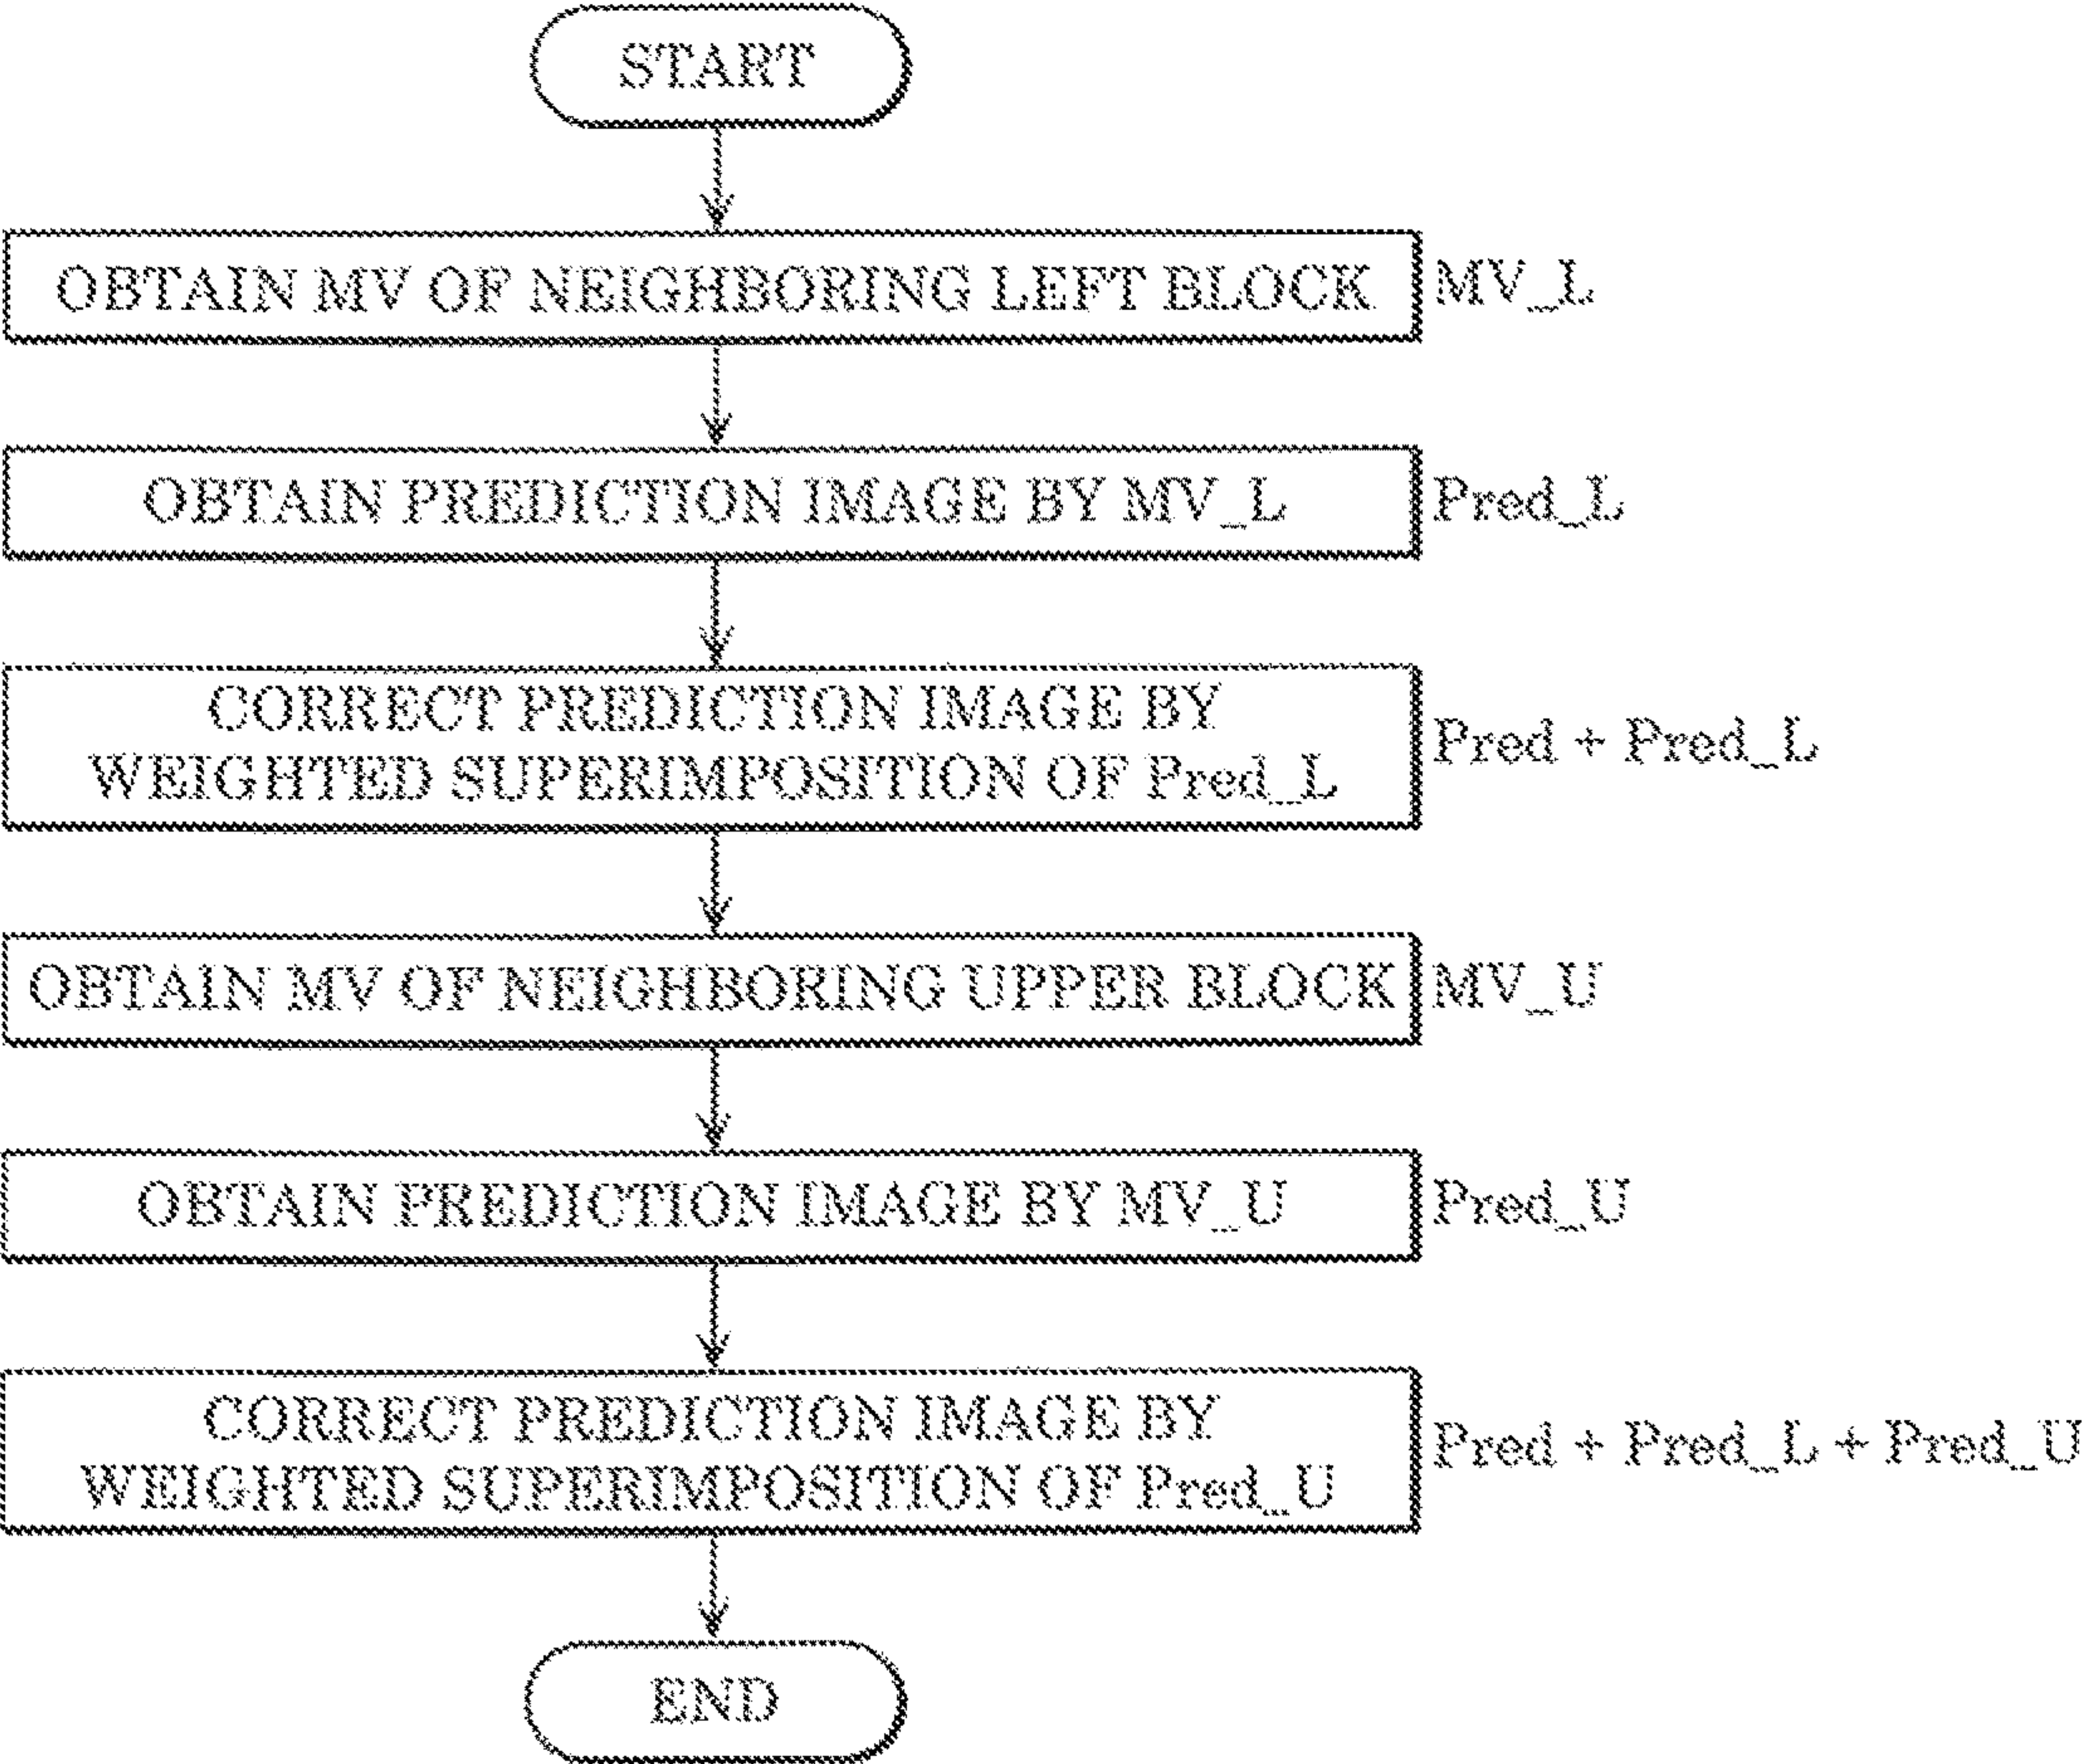 START
OBTAIN MV OF NEIGHBORING LEFT BLOCK
MV_L
OBTAIN PREDICTION IMAGE BY MV_L
Pred_L
CORRECT PREDICTION IMAGE BY
WEIGHTED SUPERIMPOSITION OF Pred_L
Pred + Pred_L
OBTAIN MV OF NEIGHBORING UPPER BLOCK
MV_U
OBTAIN PREDICTION IMAGE BY MV_U
Pred_U
CORRECT PREDICTION IMAGE BY
WEIGHTED SUPERIMPOSITION OF Pred_U
Pred + Pred_L + Pred_U
END